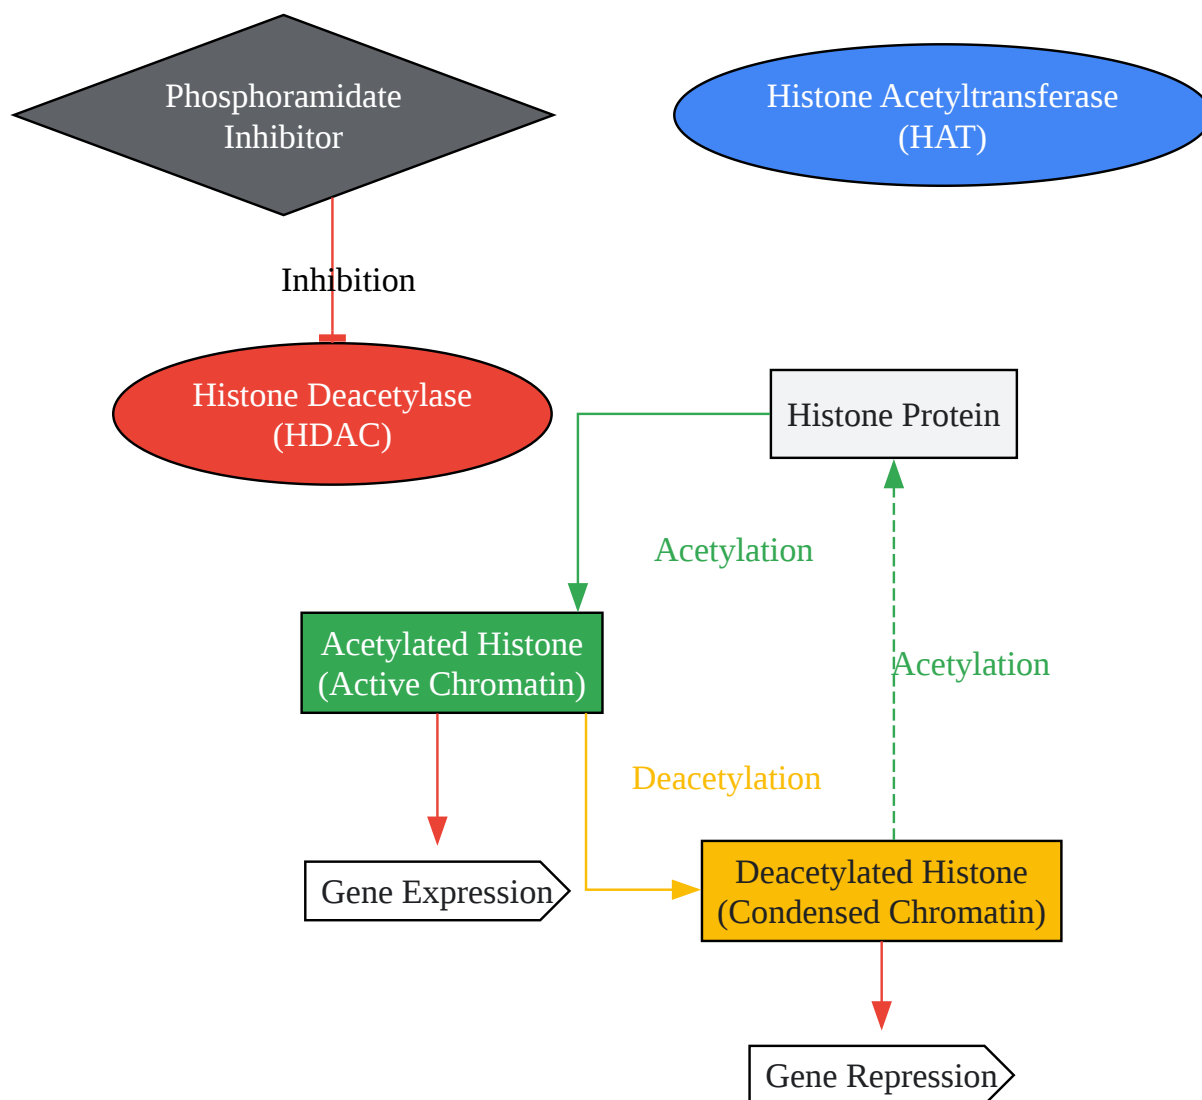 Phosphoramidate
Inhibitor
Histone Acetyltransferase
(HAT)
Inhibition
Histone Deacetylase
(HDAC)
Histone Protein
Acetylation
Acetylated Histone
(Active Chromatin)
Acetylation
Deacetylation
Gene Expression
Deacetylated Histone
(Condensed Chromatin)
Gene Repression